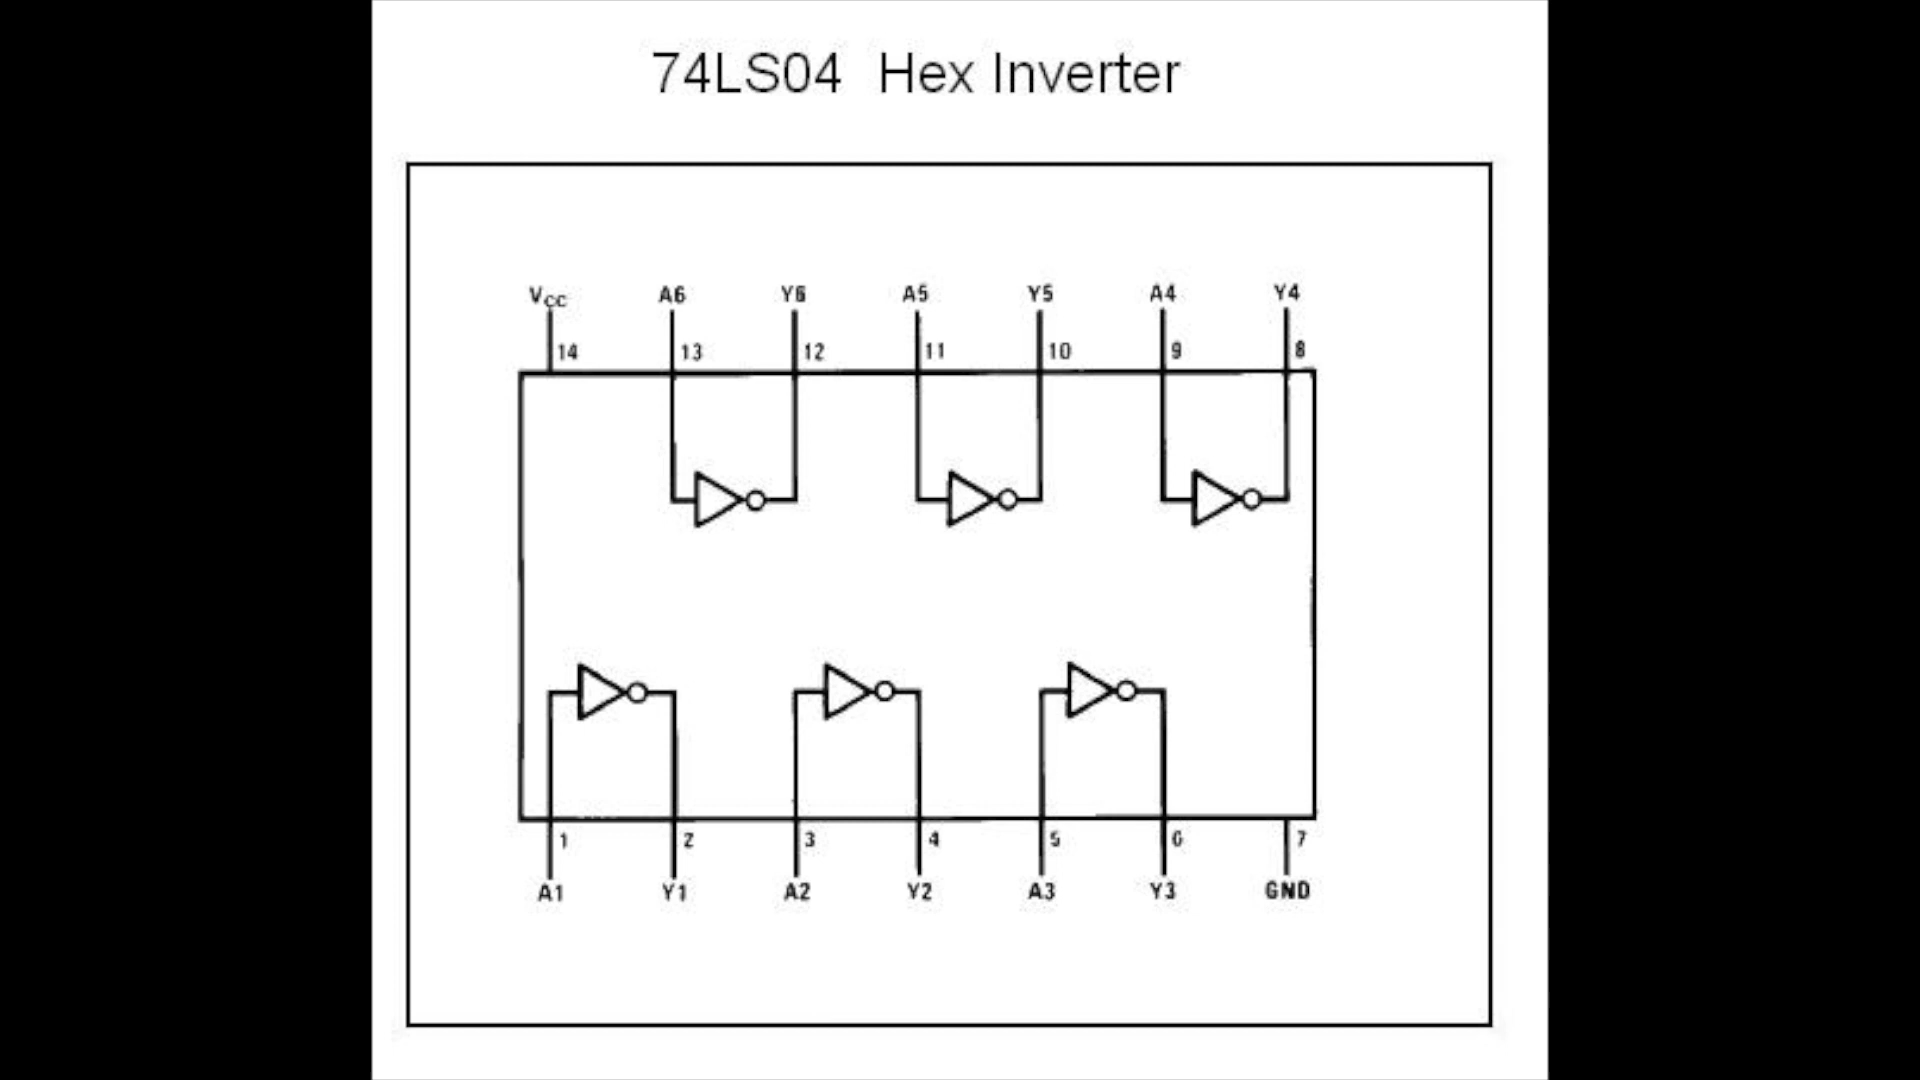 74LS04 Hex Inverter
VCC A6 Y6 A5 Y5 A4 Y4
14 13 12 11 10 9 8
1 2 3 4 5 6 7
A1 Y1 A2 Y2 A3 Y3 GND